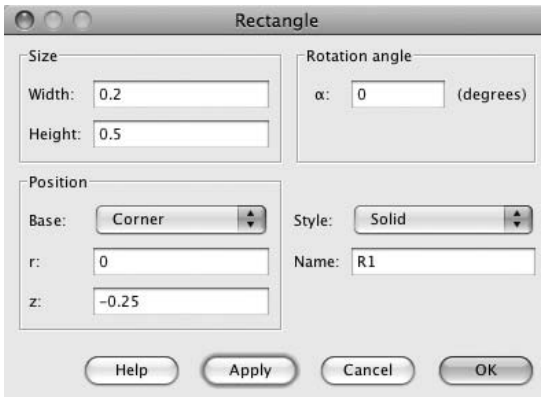 Rectangle
Size
Width: 0.2
Height: 0.5
Rotation angle
α: 0 (degrees)
Position
Base: Corner
r: 0
z: -0.25
Style: Solid
Name: R1
Help Apply Cancel OK